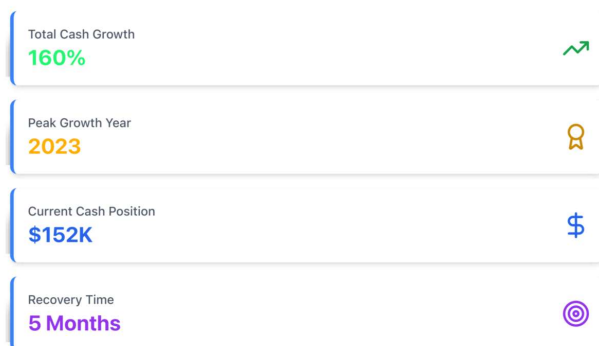 Total Cash Growth
160%
Peak Growth Year
2023
Current Cash Position
$152K
Recovery Time
5 Months